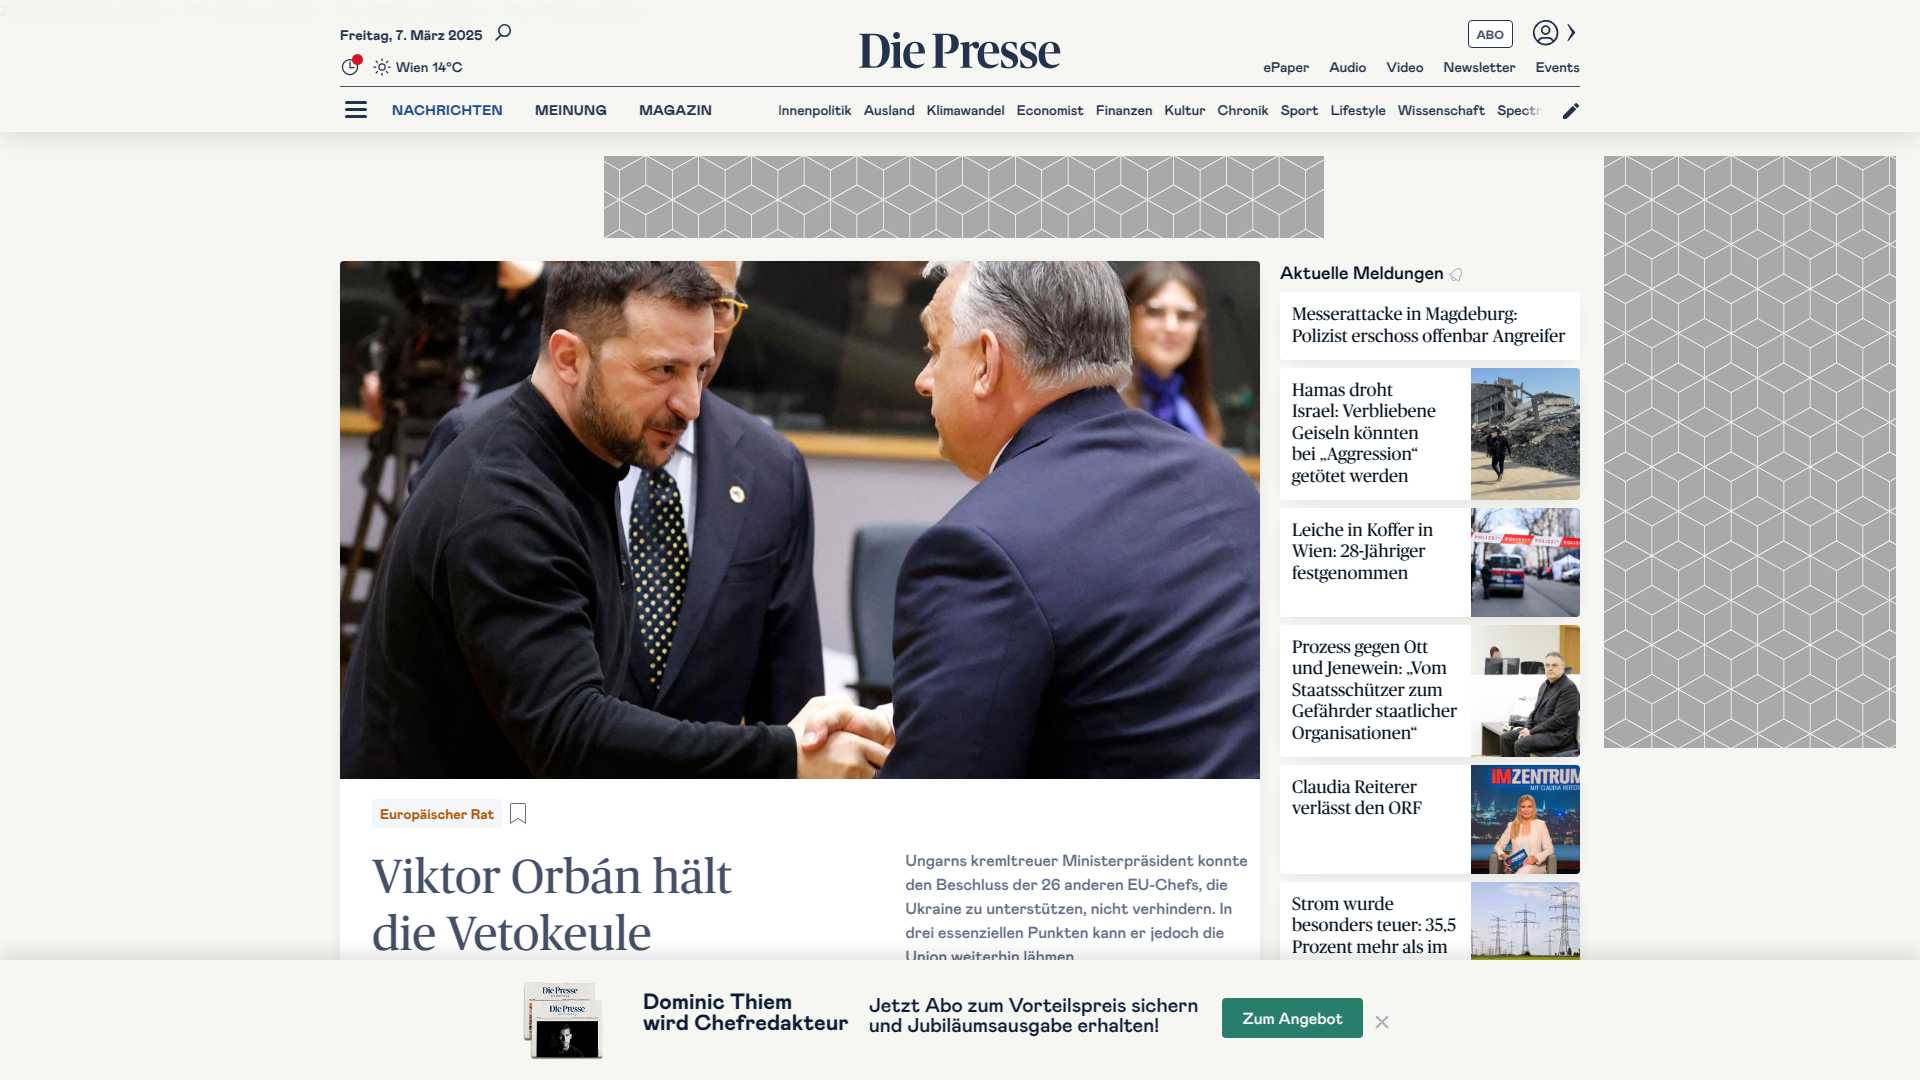 Freitag, 7. März 2025
Wien 14°C
Die Presse
ABO
ePaper Audio Video Newsletter Events
NACHRICHTEN MEINUNG MAGAZIN
Innenpolitik Ausland Klimawandel Economist Finanzen Kultur Chronik Sport Lifestyle Wissenschaft
Aktuelle Meldungen
Messerattacke in Magdeburg:
Polizist erschoss offenbar Angreifer
Hamas droht
Israel: Verbliebene
Geiseln könnten
bei „Aggression“
getötet werden
Leiche in Koffer in
Wien: 28-Jähriger
festgenommen
POLIZEI
Prozess gegen Ott
und Jenewein: „Vom
Staatsschützer zum
Gefährder staatlicher
Organisationen“
Claudia Reiterer
verlässt den ORF
IMZENTRUM
MIT CLAUDIA REITERER
Strom wurde
besonders teuer: 35,5
Prozent mehr als im
Europäischer Rat
Viktor Orbán hält
die Vetokeule
Ungarns kremltreuer Ministerpräsident konnte
den Beschluss der 26 anderen EU-Chefs, die
Ukraine zu unterstützen, nicht verhindern. In
drei essenziellen Punkten kann er jedoch die
Union weiterhin lähmen.
Die Presse
Die Presse
Dominic Thiem
wird Chefredakteur
Jetzt Abo zum Vorteilspreis sichern
und Jubiläumsausgabe erhalten!
Zum Angebot